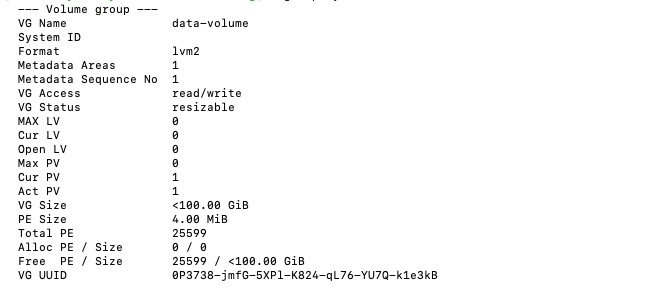 --- Volume group ---
VG Name               data-volume
System ID
Format                lvm2
Metadata Areas        1
Metadata Sequence No  1
VG Access             read/write
VG Status             resizable
MAX LV                0
Cur LV                0
Open LV               0
Max PV                0
Cur PV                1
Act PV                1
VG Size               <100.00 GiB
PE Size               4.00 MiB
Total PE              25599
Alloc PE / Size       0 / 0
Free  PE / Size       25599 / <100.00 GiB
VG UUID               0P3738-jmfG-5XPl-K824-qL76-YU7Q-k1e3kB